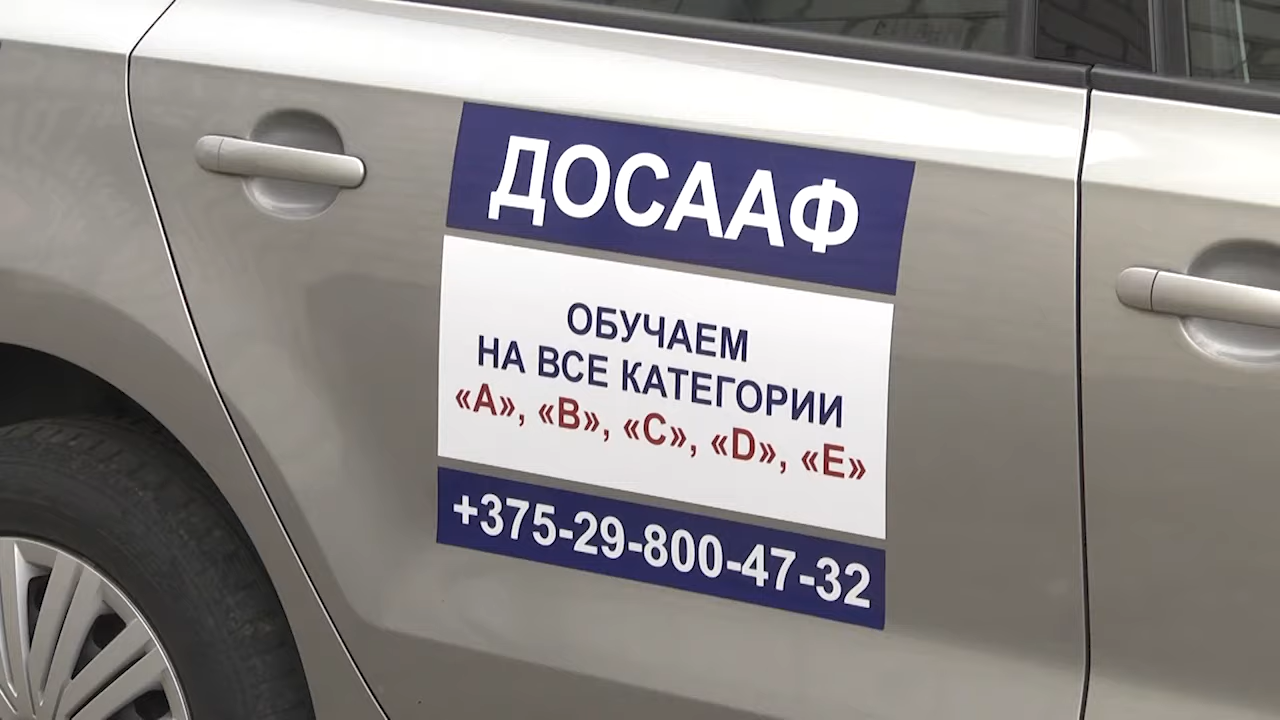 ДОСААФ
ОБУЧАЕМ
НА ВСЕ КАТЕГОРИИ
«A», «B», «C», «D», «E»
+375-29-800-47-32